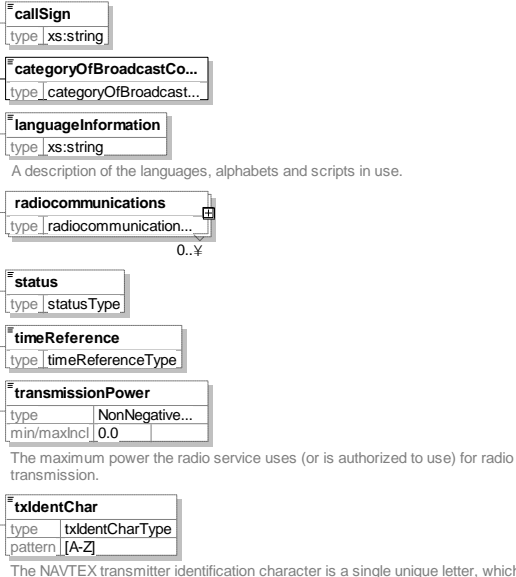 callSign
type xs:string
categoryOfBroadcastCo...
type categoryOfBroadcast...
languageInformation
type xs:string
A description of the languages, alphabets and scripts in use.
radiocommunications
type radiocommunication...
0..¥
status
type statusType
timeReference
type timeReferenceType
transmissionPower
type NonNegative...
min/maxIncl 0.0
The maximum power the radio service uses (or is authorized to use) for radio
transmission.
txIdentChar
type txIdentCharType
pattern [A-Z]
The NAVTEX transmitter identification character is a single unique letter, which